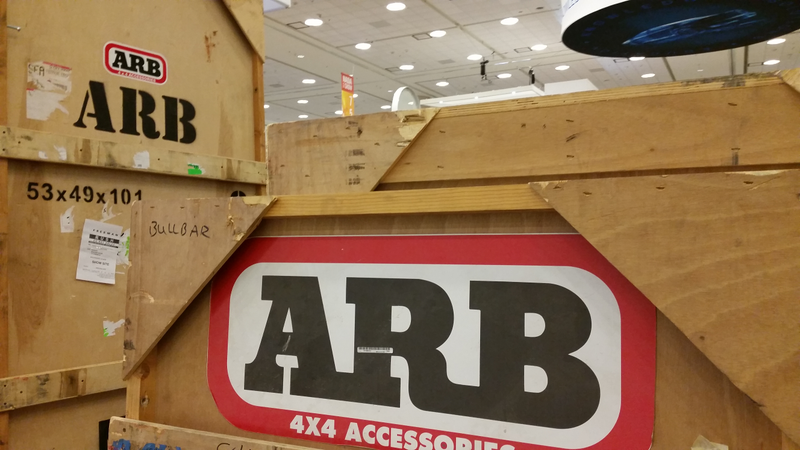 ARB
ARB
53x49x101
BULLBAR
ARB
4X4 ACCESSORIES